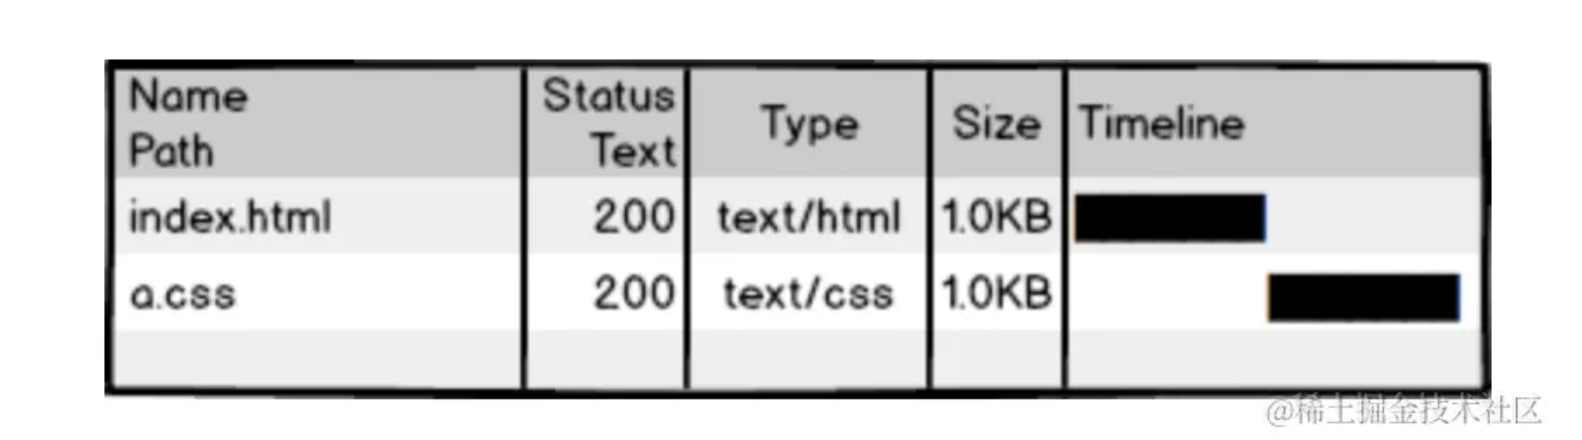 Name Path Status Text Type Size Timeline
index.html 200 text/html 1.0KB
a.css 200 text/css 1.0KB
@稀土掘金技术社区